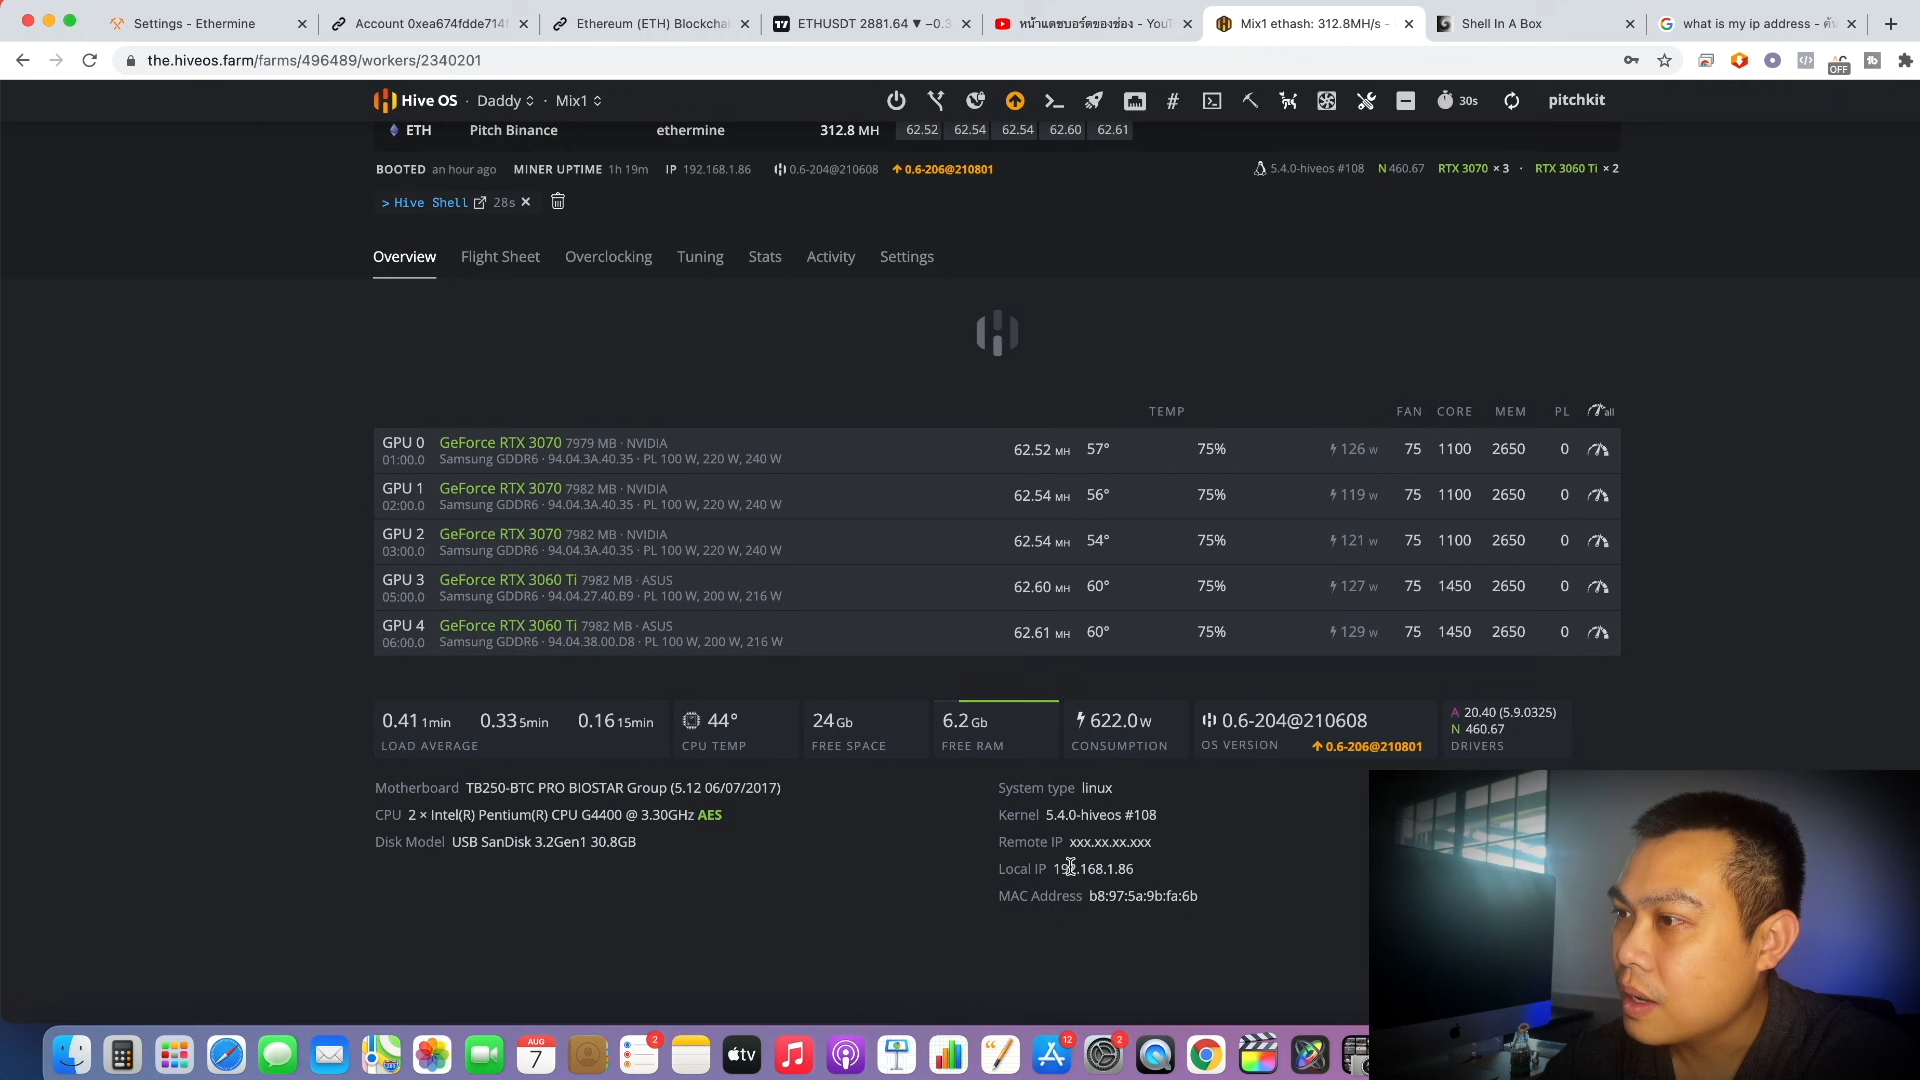 Settings - Ethermine
Account 0xea674fdde714f
Ethereum (ETH) Blockchai
ETHUSDT 2881.64 ▼ −0.3
หน้าแดชบอร์ดของช่อง - YouT
Mix1 ethash: 312.8MH/s -
Shell In A Box
what is my ip address - ค้น
the.hiveos.farm/farms/496489/workers/2340201
OFF
Hive OS · Daddy · Mix1
30s
pitchkit
ETH Pitch Binance ethermine 312.8 MH 62.52 62.54 62.54 62.60 62.61
BOOTED an hour ago MINER UPTIME 1h 19m IP 192.168.1.86 0.6-204@210608 0.6-206@210801 5.4.0-hiveos #108 N 460.67 RTX 3070 × 3 · RTX 3060 Ti × 2
> Hive Shell 28s ×
Overview Flight Sheet Overclocking Tuning Stats Activity Settings
TEMP FAN CORE MEM PL all
GPU 0 GeForce RTX 3070 7979 MB · NVIDIA 62.52 MH 57° 75% 126 W 75 1100 2650 0
01:00.0 Samsung GDDR6 · 94.04.3A.40.35 · PL 100 W, 220 W, 240 W
GPU 1 GeForce RTX 3070 7982 MB · NVIDIA 62.54 MH 56° 75% 119 W 75 1100 2650 0
02:00.0 Samsung GDDR6 · 94.04.3A.40.35 · PL 100 W, 220 W, 240 W
GPU 2 GeForce RTX 3070 7982 MB · NVIDIA 62.54 MH 54° 75% 121 W 75 1100 2650 0
03:00.0 Samsung GDDR6 · 94.04.3A.40.35 · PL 100 W, 220 W, 240 W
GPU 3 GeForce RTX 3060 Ti 7982 MB · ASUS 62.60 MH 60° 75% 127 W 75 1450 2650 0
05:00.0 Samsung GDDR6 · 94.04.27.40.B9 · PL 100 W, 200 W, 216 W
GPU 4 GeForce RTX 3060 Ti 7982 MB · ASUS 62.61 MH 60° 75% 129 W 75 1450 2650 0
06:00.0 Samsung GDDR6 · 94.04.38.00.D8 · PL 100 W, 200 W, 216 W
0.41 1min 0.33 5min 0.16 15min 44° 24 Gb 6.2 Gb 622.0 W 0.6-204@210608 A 20.40 (5.9.0325)
N 460.67
LOAD AVERAGE CPU TEMP FREE SPACE FREE RAM CONSUMPTION OS VERSION 0.6-206@210801 DRIVERS
Motherboard TB250-BTC PRO BIOSTAR Group (5.12 06/07/2017)
CPU 2 × Intel(R) Pentium(R) CPU G4400 @ 3.30GHz AES
Disk Model USB SanDisk 3.2Gen1 30.8GB
System type linux
Kernel 5.4.0-hiveos #108
Remote IP xxx.xx.xx.xxx
Local IP 192.168.1.86
MAC Address b8:97:5a:9b:fa:6b
AUG
7
2
tv
12
2